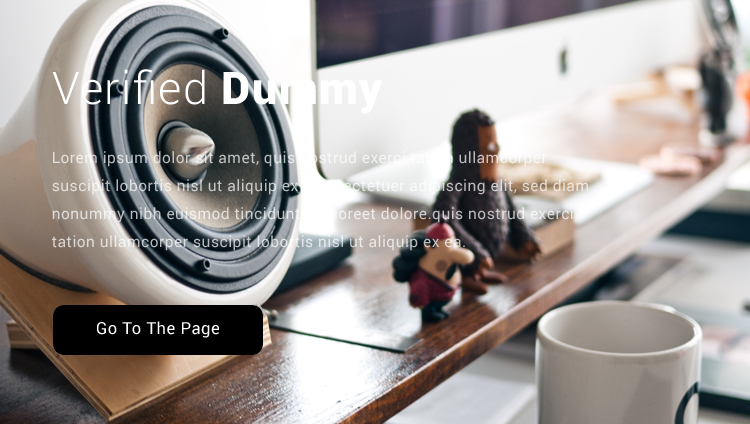 Verified Dummy
Lorem ipsum dolor sit amet, quis nostrud exerci tation ullamcorper
suscipit lobortis nisl ut aliquip ex consectetuer adipiscing elit, sed diam
nonummy nibh euismod tincidunt ut laoreet dolore.quis nostrud exerci
tation ullamcorper suscipit lobortis nisl ut aliquip ex ea.
Go To The Page